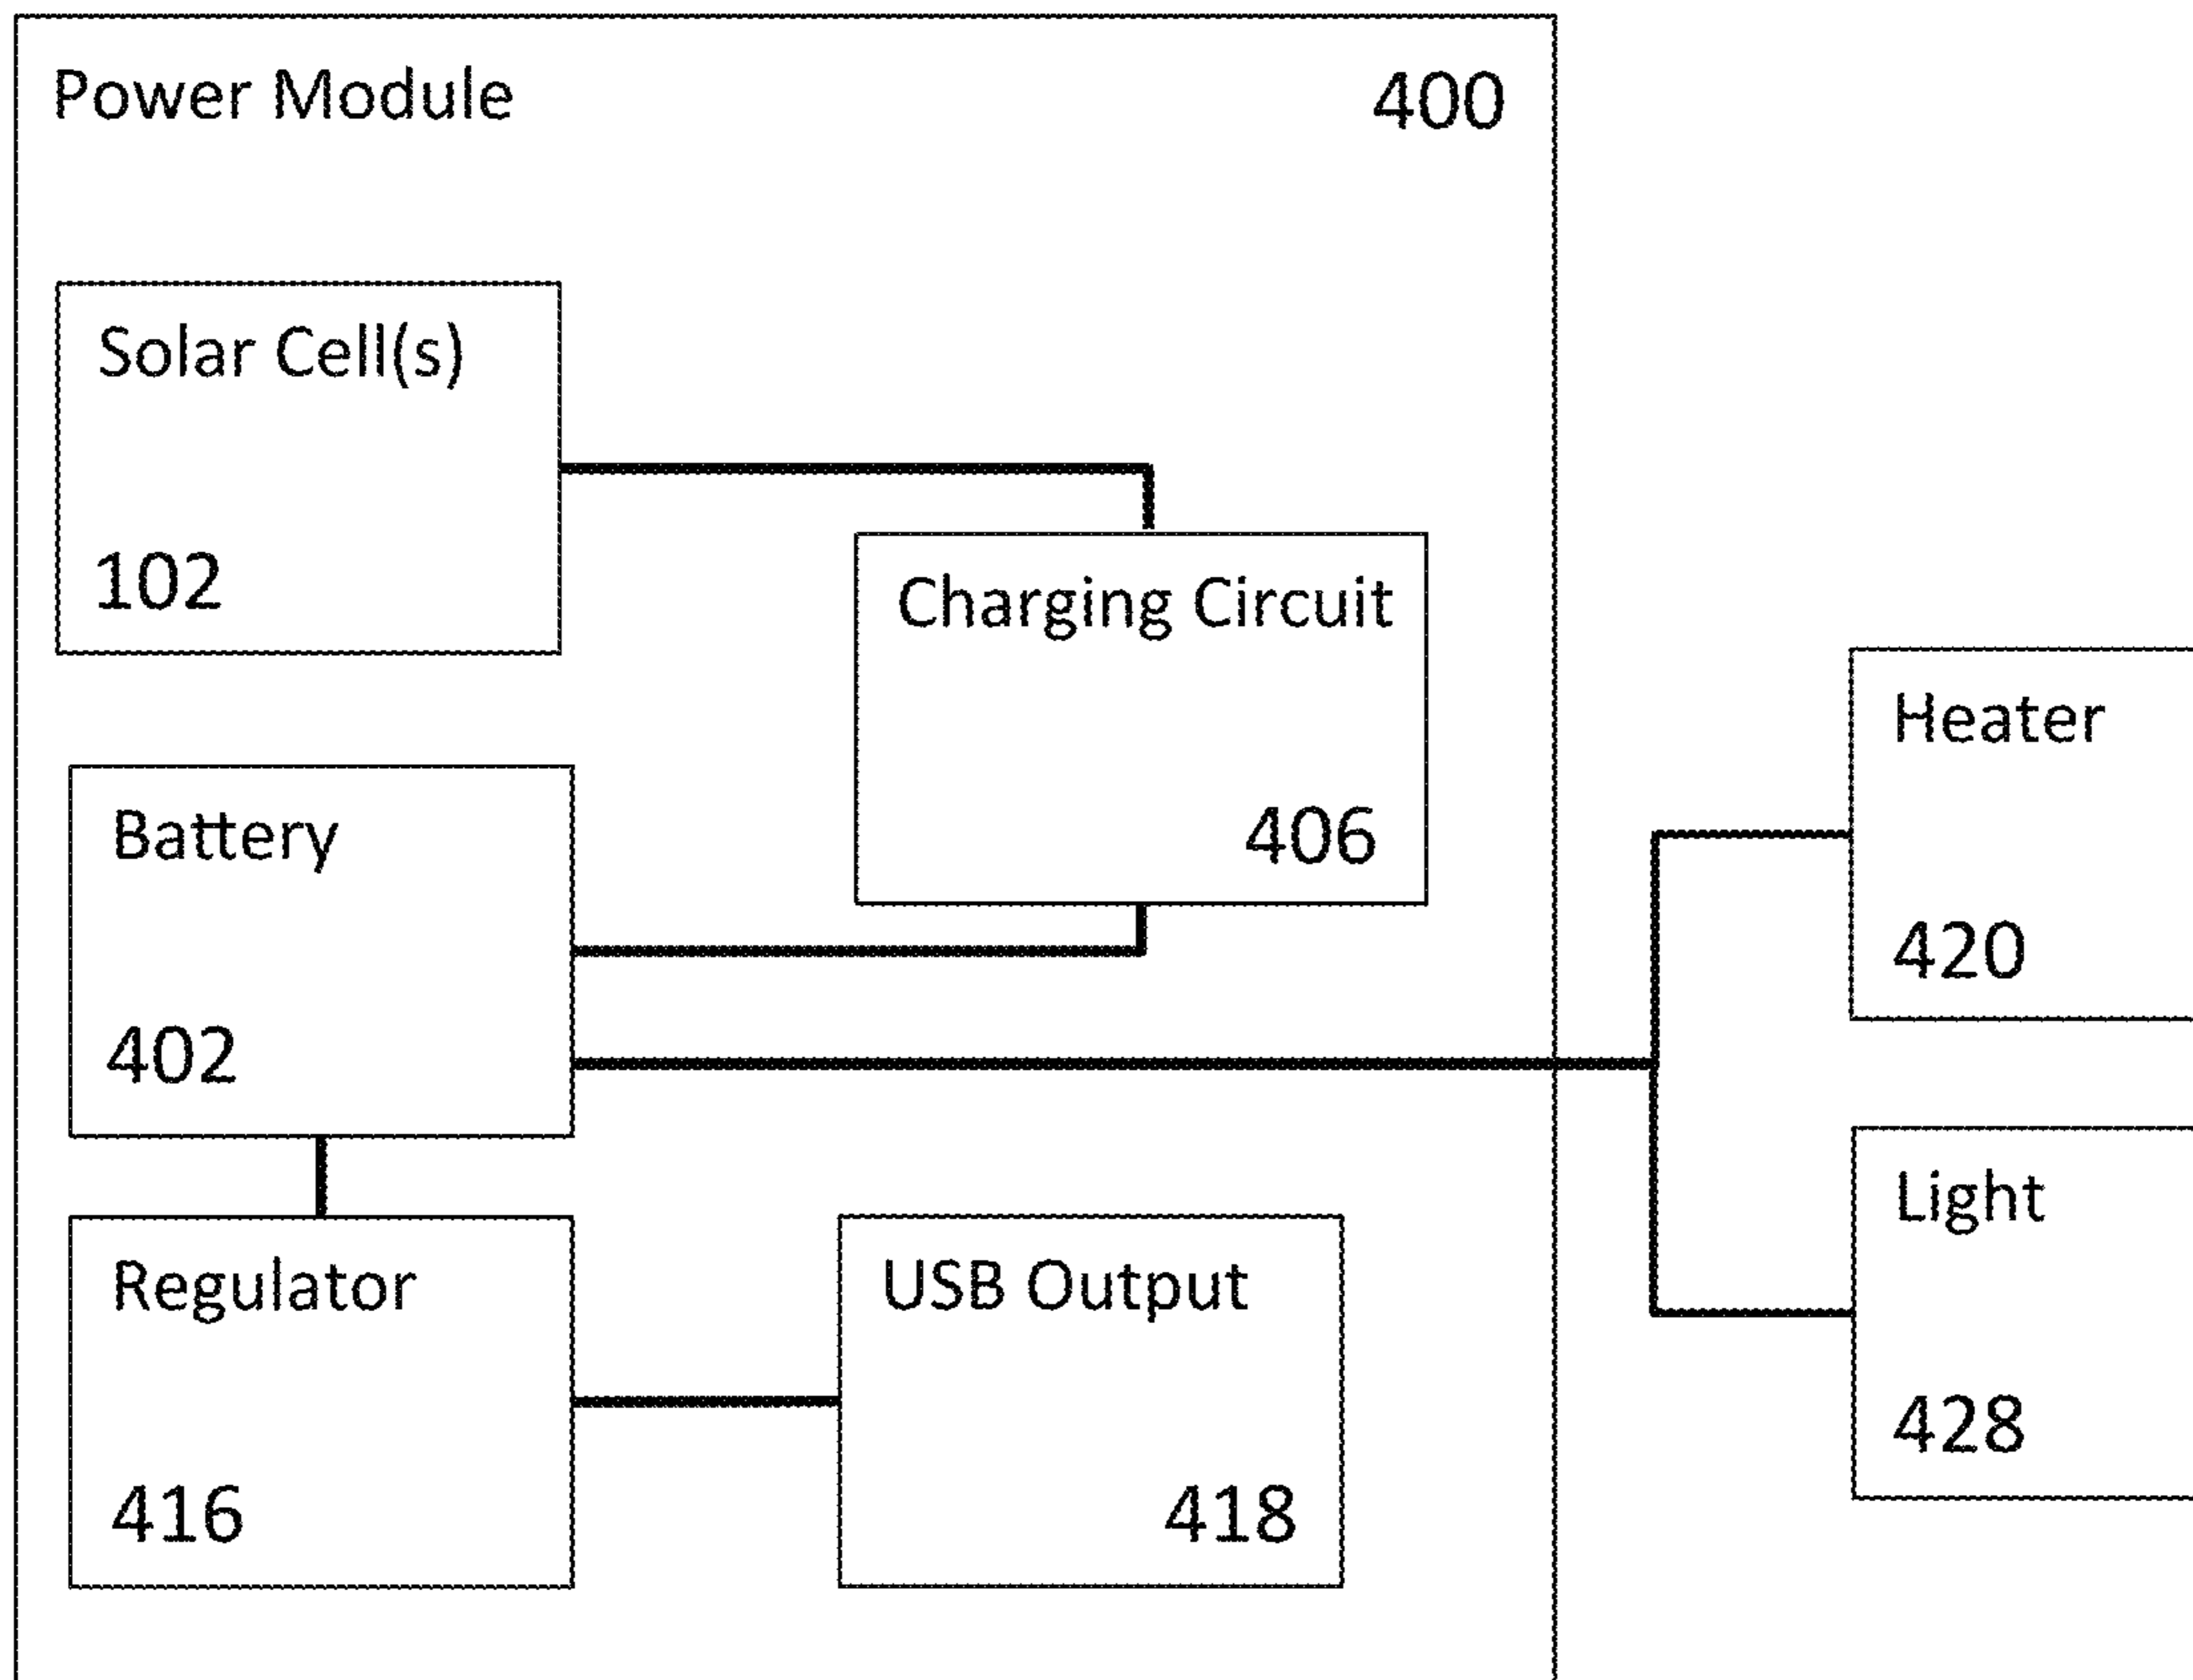 Power Module
400
Solar Cell(s)
102
Charging Circuit
406
Battery
402
Heater
420
Regulator
416
USB Output
418
Light
428